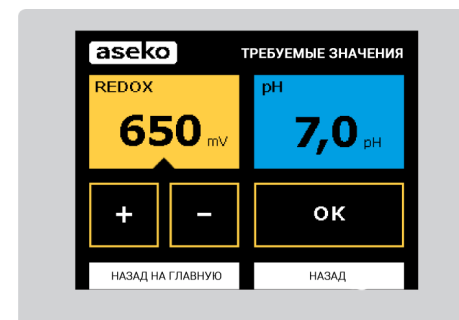 aseko
ТРЕБУЕМЫЕ ЗНАЧЕНИЯ
REDOX
650 mV
pH
7,0 pH
+ − OK
НАЗАД НА ГЛАВНУЮ
НАЗАД